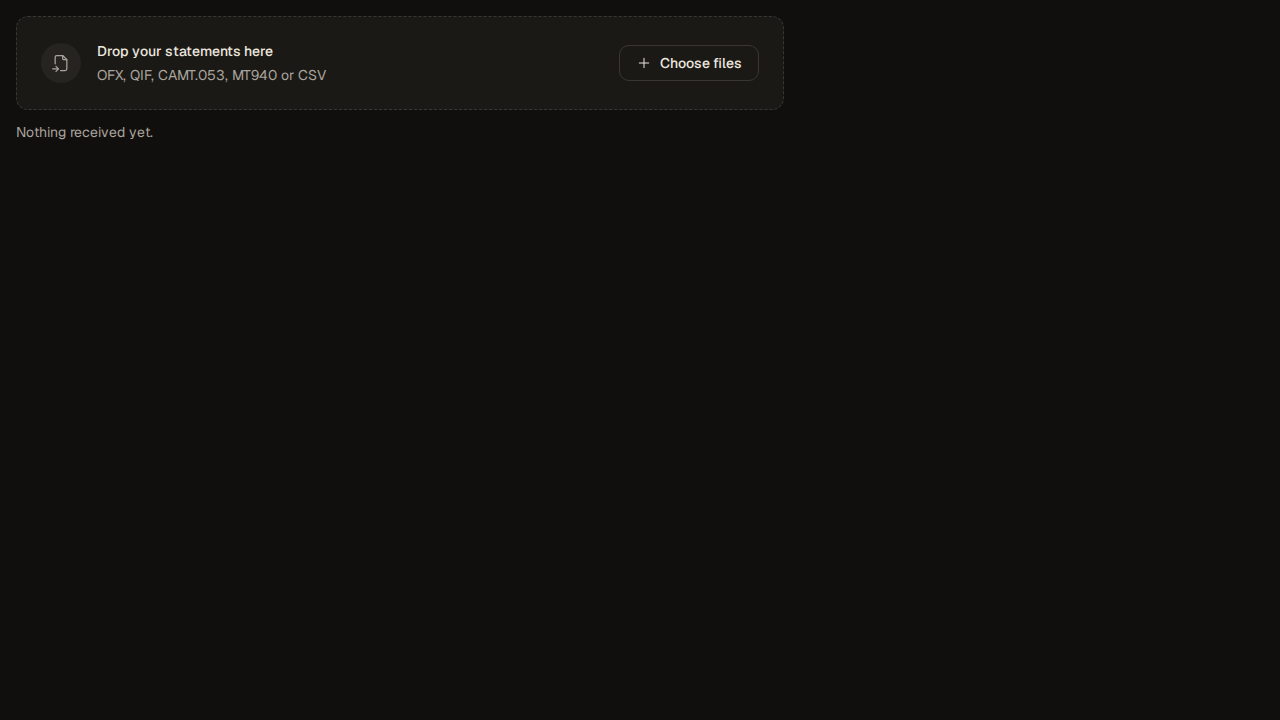 Drop your statements here
OFX, QIF, CAMT.053, MT940 or CSV
Choose files
Nothing received yet.